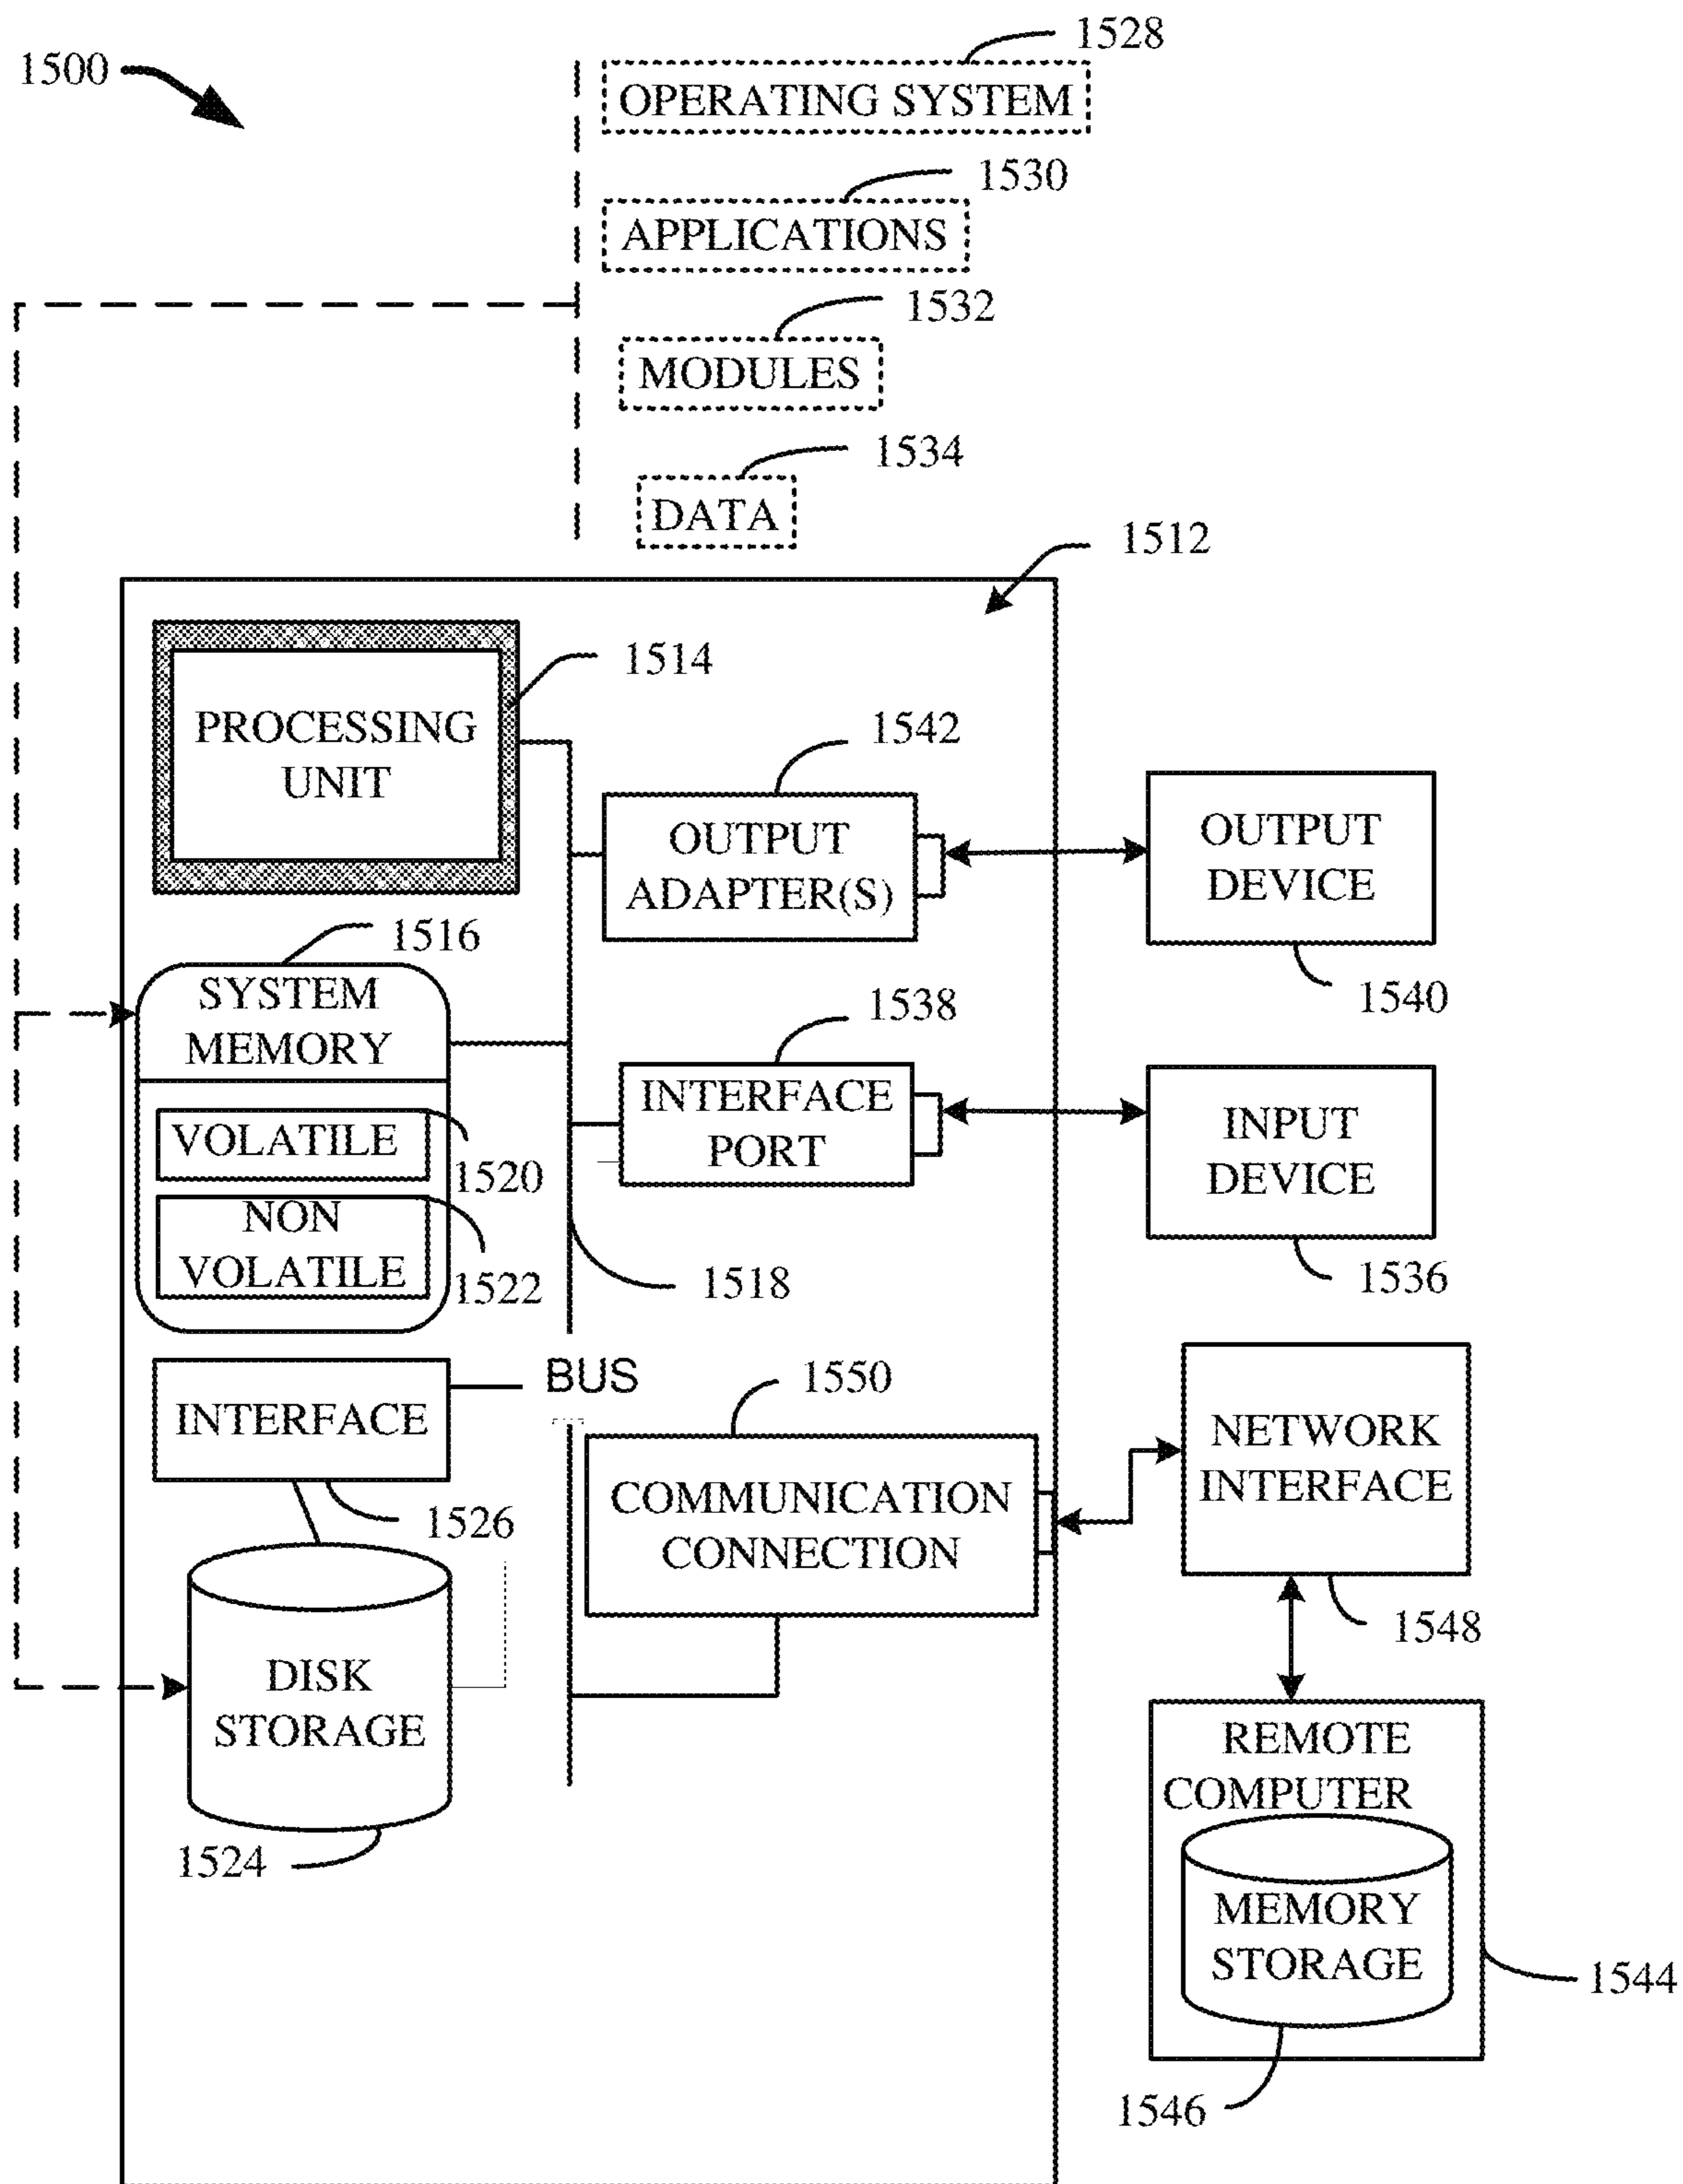 1528
1500
OPERATING SYSTEM
1530
APPLICATIONS
1532
MODULES
1534
DATA
1512
1514
PROCESSING
UNIT
1542
OUTPUT
ADAPTER(S)
OUTPUT
DEVICE
1540
1516
SYSTEM
MEMORY
1538
INTERFACE
PORT
INPUT
DEVICE
1536
VOLATILE
1520
NON
VOLATILE
1522
1518
BUS
INTERFACE
1526
1550
COMMUNICATION
CONNECTION
NETWORK
INTERFACE
1548
DISK
STORAGE
1524
REMOTE
COMPUTER
MEMORY
STORAGE
1544
1546